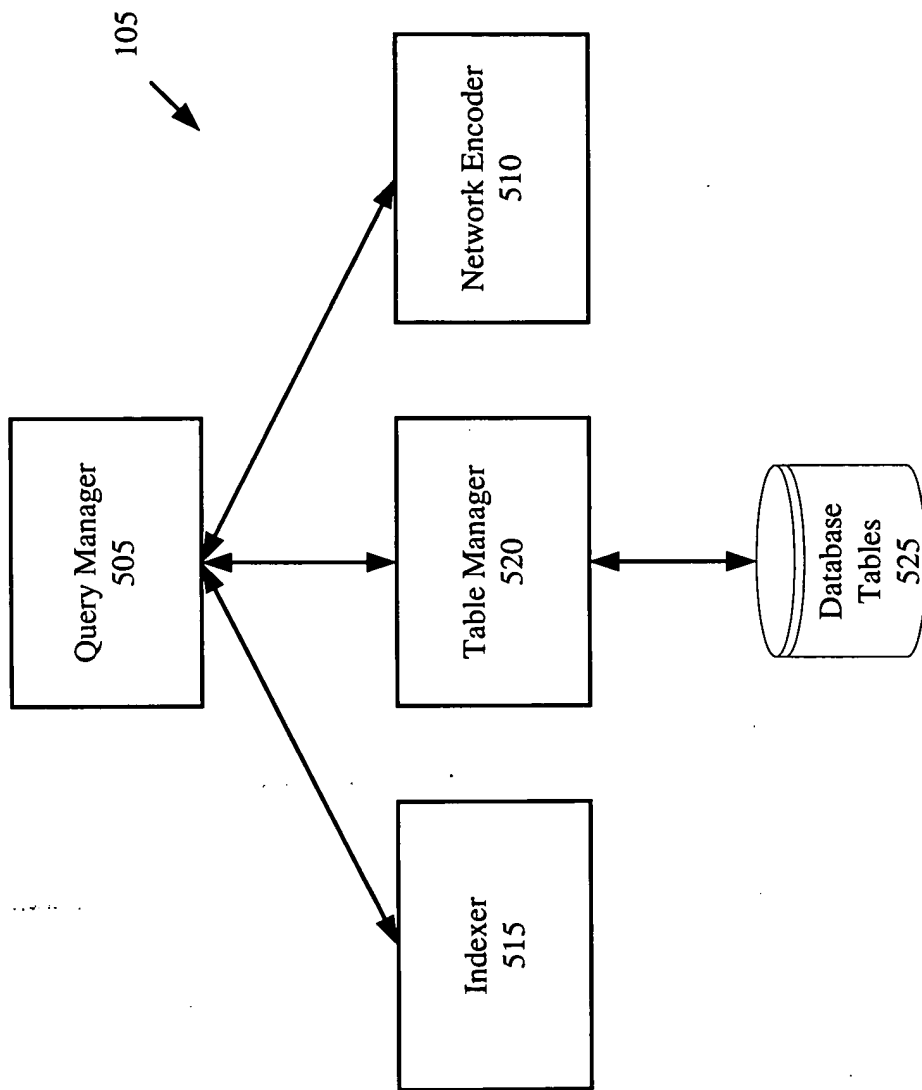 105
Query Manager
505
Indexer
515
Table Manager
520
Network Encoder
510
Database
Tables
525